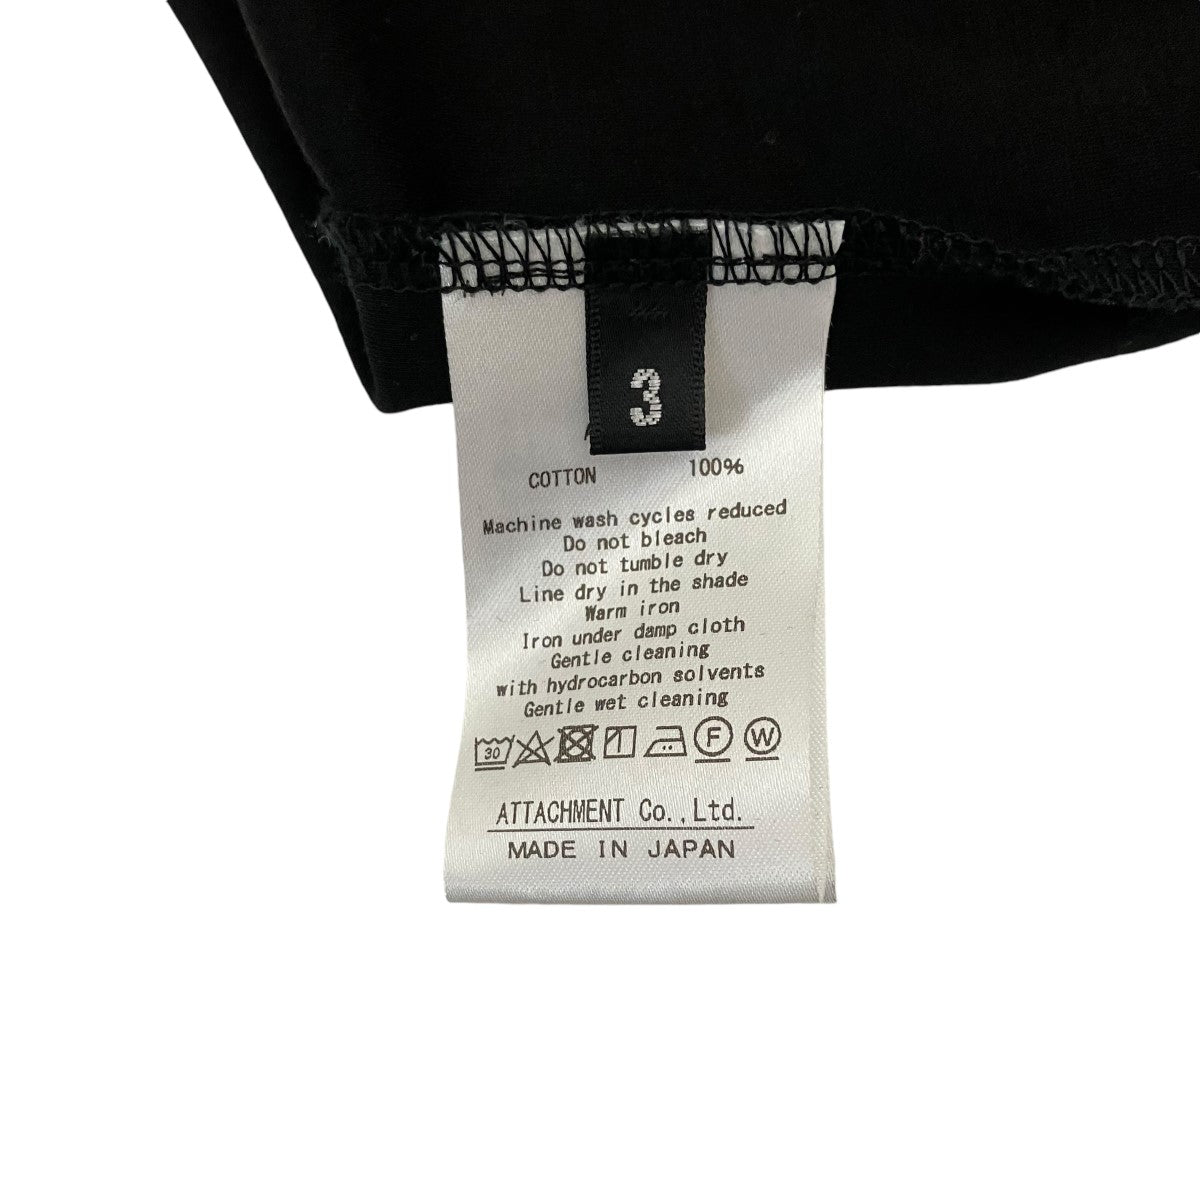 3
COTTON 100%
Machine wash cycles reduced
Do not bleach
Do not tumble dry
Line dry in the shade
Warm iron
Iron under damp cloth
Gentle cleaning
with hydrocarbon solvents
Gentle wet cleaning
30 F W
ATTACHMENT Co.,Ltd.
MADE IN JAPAN